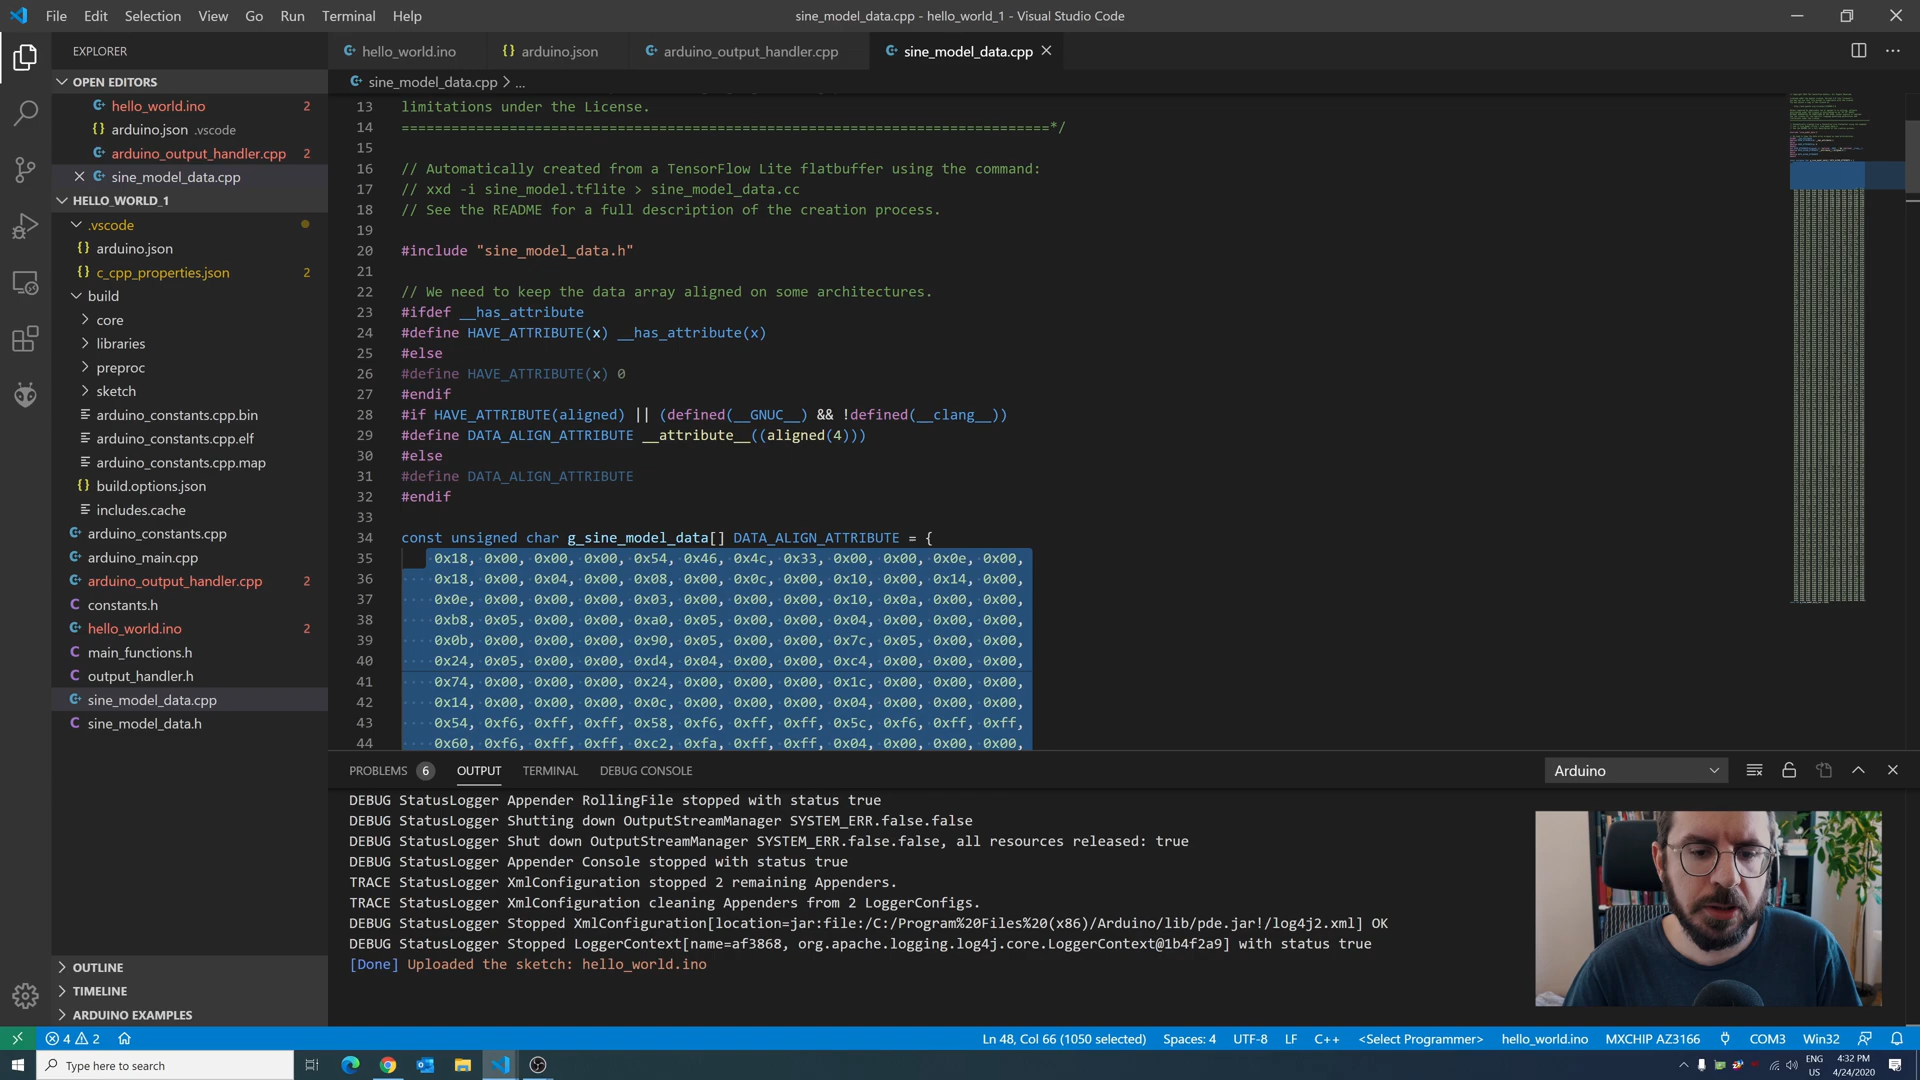 File Edit Selection View Go Run Terminal Help
sine_model_data.cpp - hello_world_1 - Visual Studio Code
EXPLORER
OPEN EDITORS
hello_world.ino 2
arduino.json .vscode
arduino_output_handler.cpp 2
sine_model_data.cpp
HELLO_WORLD_1
.vscode
arduino.json
c_cpp_properties.json 2
build
core
libraries
preproc
sketch
arduino_constants.cpp.bin
arduino_constants.cpp.elf
arduino_constants.cpp.map
build.options.json
includes.cache
arduino_constants.cpp
arduino_main.cpp
arduino_output_handler.cpp 2
constants.h
hello_world.ino 2
main_functions.h
output_handler.h
sine_model_data.cpp
sine_model_data.h
OUTLINE
TIMELINE
ARDUINO EXAMPLES
hello_world.ino arduino.json arduino_output_handler.cpp sine_model_data.cpp
sine_model_data.cpp > ...
13 limitations under the License.
14 ==============================================================================*/
15
16 // Automatically created from a TensorFlow Lite flatbuffer using the command:
17 // xxd -i sine_model.tflite > sine_model_data.cc
18 // See the README for a full description of the creation process.
19
20 #include "sine_model_data.h"
21
22 // We need to keep the data array aligned on some architectures.
23 #ifdef __has_attribute
24 #define HAVE_ATTRIBUTE(x) __has_attribute(x)
25 #else
26 #define HAVE_ATTRIBUTE(x) 0
27 #endif
28 #if HAVE_ATTRIBUTE(aligned) || (defined(__GNUC__) && !defined(__clang__))
29 #define DATA_ALIGN_ATTRIBUTE __attribute__((aligned(4)))
30 #else
31 #define DATA_ALIGN_ATTRIBUTE
32 #endif
33
34 const unsigned char g_sine_model_data[] DATA_ALIGN_ATTRIBUTE = {
35 0x18, 0x00, 0x00, 0x00, 0x54, 0x46, 0x4c, 0x33, 0x00, 0x00, 0x0e, 0x00,
36 0x18, 0x00, 0x04, 0x00, 0x08, 0x00, 0x0c, 0x00, 0x10, 0x00, 0x14, 0x00,
37 0x0e, 0x00, 0x00, 0x00, 0x03, 0x00, 0x00, 0x00, 0x10, 0x0a, 0x00, 0x00,
38 0xb8, 0x05, 0x00, 0x00, 0xa0, 0x05, 0x00, 0x00, 0x04, 0x00, 0x00, 0x00,
39 0x0b, 0x00, 0x00, 0x00, 0x90, 0x05, 0x00, 0x00, 0x7c, 0x05, 0x00, 0x00,
40 0x24, 0x05, 0x00, 0x00, 0xd4, 0x04, 0x00, 0x00, 0xc4, 0x00, 0x00, 0x00,
41 0x74, 0x00, 0x00, 0x00, 0x24, 0x00, 0x00, 0x00, 0x1c, 0x00, 0x00, 0x00,
42 0x14, 0x00, 0x00, 0x00, 0x0c, 0x00, 0x00, 0x00, 0x04, 0x00, 0x00, 0x00,
43 0x54, 0xf6, 0xff, 0xff, 0x58, 0xf6, 0xff, 0xff, 0x5c, 0xf6, 0xff, 0xff,
44 0x60, 0xf6, 0xff, 0xff, 0xc2, 0xfa, 0xff, 0xff, 0x04, 0x00, 0x00, 0x00,
PROBLEMS 6 OUTPUT TERMINAL DEBUG CONSOLE Arduino
DEBUG StatusLogger Appender RollingFile stopped with status true
DEBUG StatusLogger Shutting down OutputStreamManager SYSTEM_ERR.false.false
DEBUG StatusLogger Shut down OutputStreamManager SYSTEM_ERR.false.false, all resources released: true
DEBUG StatusLogger Appender Console stopped with status true
TRACE StatusLogger XmlConfiguration stopped 2 remaining Appenders.
TRACE StatusLogger XmlConfiguration cleaning Appenders from 2 LoggerConfigs.
DEBUG StatusLogger Stopped XmlConfiguration[location=jar:file:/C:/Program%20Files%20(x86)/Arduino/lib/pde.jar!/log4j2.xml] OK
DEBUG StatusLogger Stopped LoggerContext[name=af3868, org.apache.logging.log4j.core.LoggerContext@1b4f2a9] with status true
[Done] Uploaded the sketch: hello_world.ino
4 2 Ln 48, Col 66 (1050 selected) Spaces: 4 UTF-8 LF C++ <Select Programmer> hello_world.ino MXCHIP AZ3166 COM3 Win32
Type here to search
ENG US
4:32 PM
4/24/2020